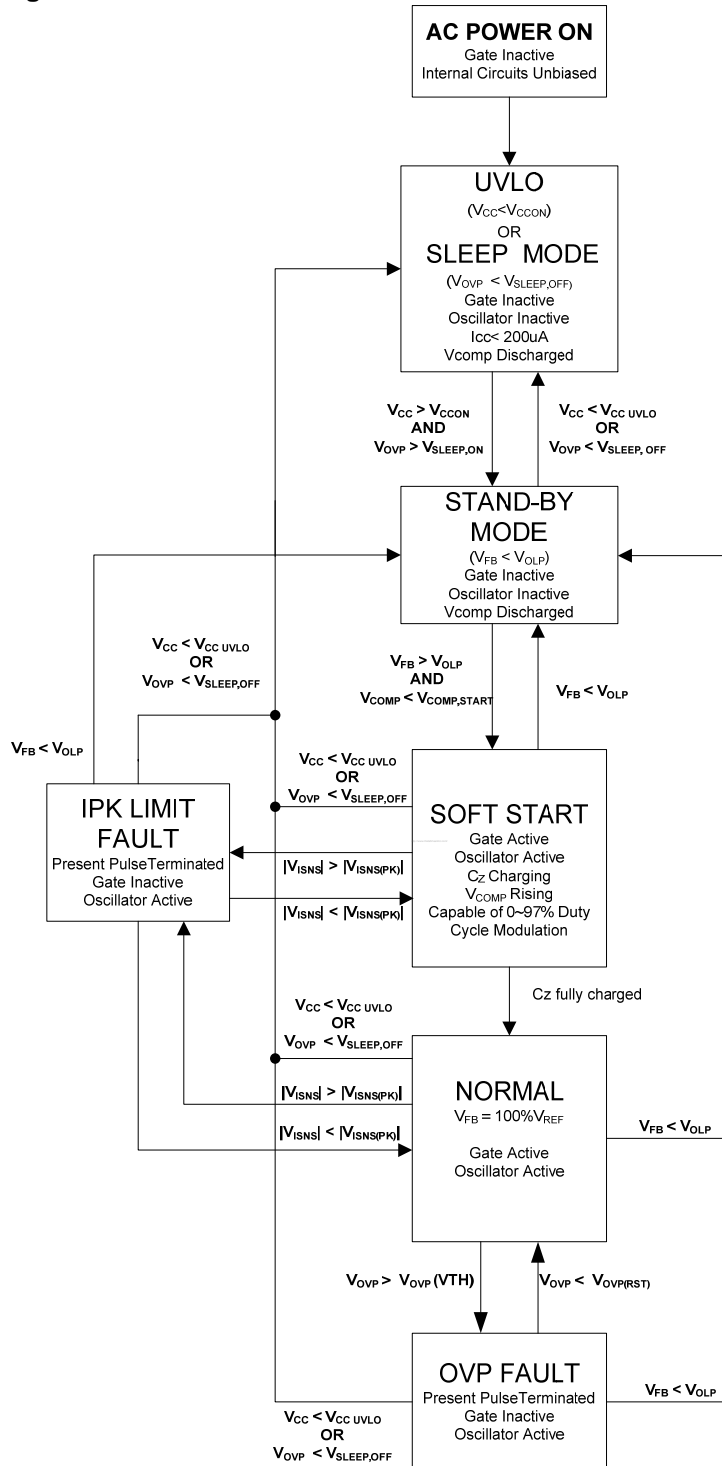 AC POWER ON
Gate Inactive
Internal Circuits Unbiased
UVLO
(VCC<VCCON)
OR
SLEEP MODE
(VOVP < VSLEEP,OFF)
Gate Inactive
Oscillator Inactive
Icc< 200uA
Vcomp Discharged
VCC > VCCON
AND
VOVP > VSLEEP,ON
VCC < VCC UVLO
OR
VOVP < VSLEEP, OFF
STAND-BY
MODE
(VFB < VOLP)
Gate Inactive
Oscillator Inactive
Vcomp Discharged
VCC < VCC UVLO
OR
VOVP < VSLEEP,OFF
VFB > VOLP
AND
VCOMP < VCOMP,START
VFB < VOLP
VFB < VOLP
VCC < VCC UVLO
OR
VOVP < VSLEEP,OFF
IPK LIMIT
FAULT
Present PulseTerminated
Gate Inactive
Oscillator Active
|VISNS| > |VISNS(PK)|
|VISNS| < |VISNS(PK)|
SOFT START
Gate Active
Oscillator Active
CZ Charging
VCOMP Rising
Capable of 0~97% Duty
Cycle Modulation
Cz fully charged
VCC < VCC UVLO
OR
VOVP < VSLEEP,OFF
|VISNS| > |VISNS(PK)|
|VISNS| < |VISNS(PK)|
NORMAL
VFB = 100%VREF
Gate Active
Oscillator Active
VFB < VOLP
VOVP > VOVP (VTH)
VOVP < VOVP(RST)
OVP FAULT
Present PulseTerminated
Gate Inactive
Oscillator Active
VFB < VOLP
VCC < VCC UVLO
OR
VOVP < VSLEEP,OFF